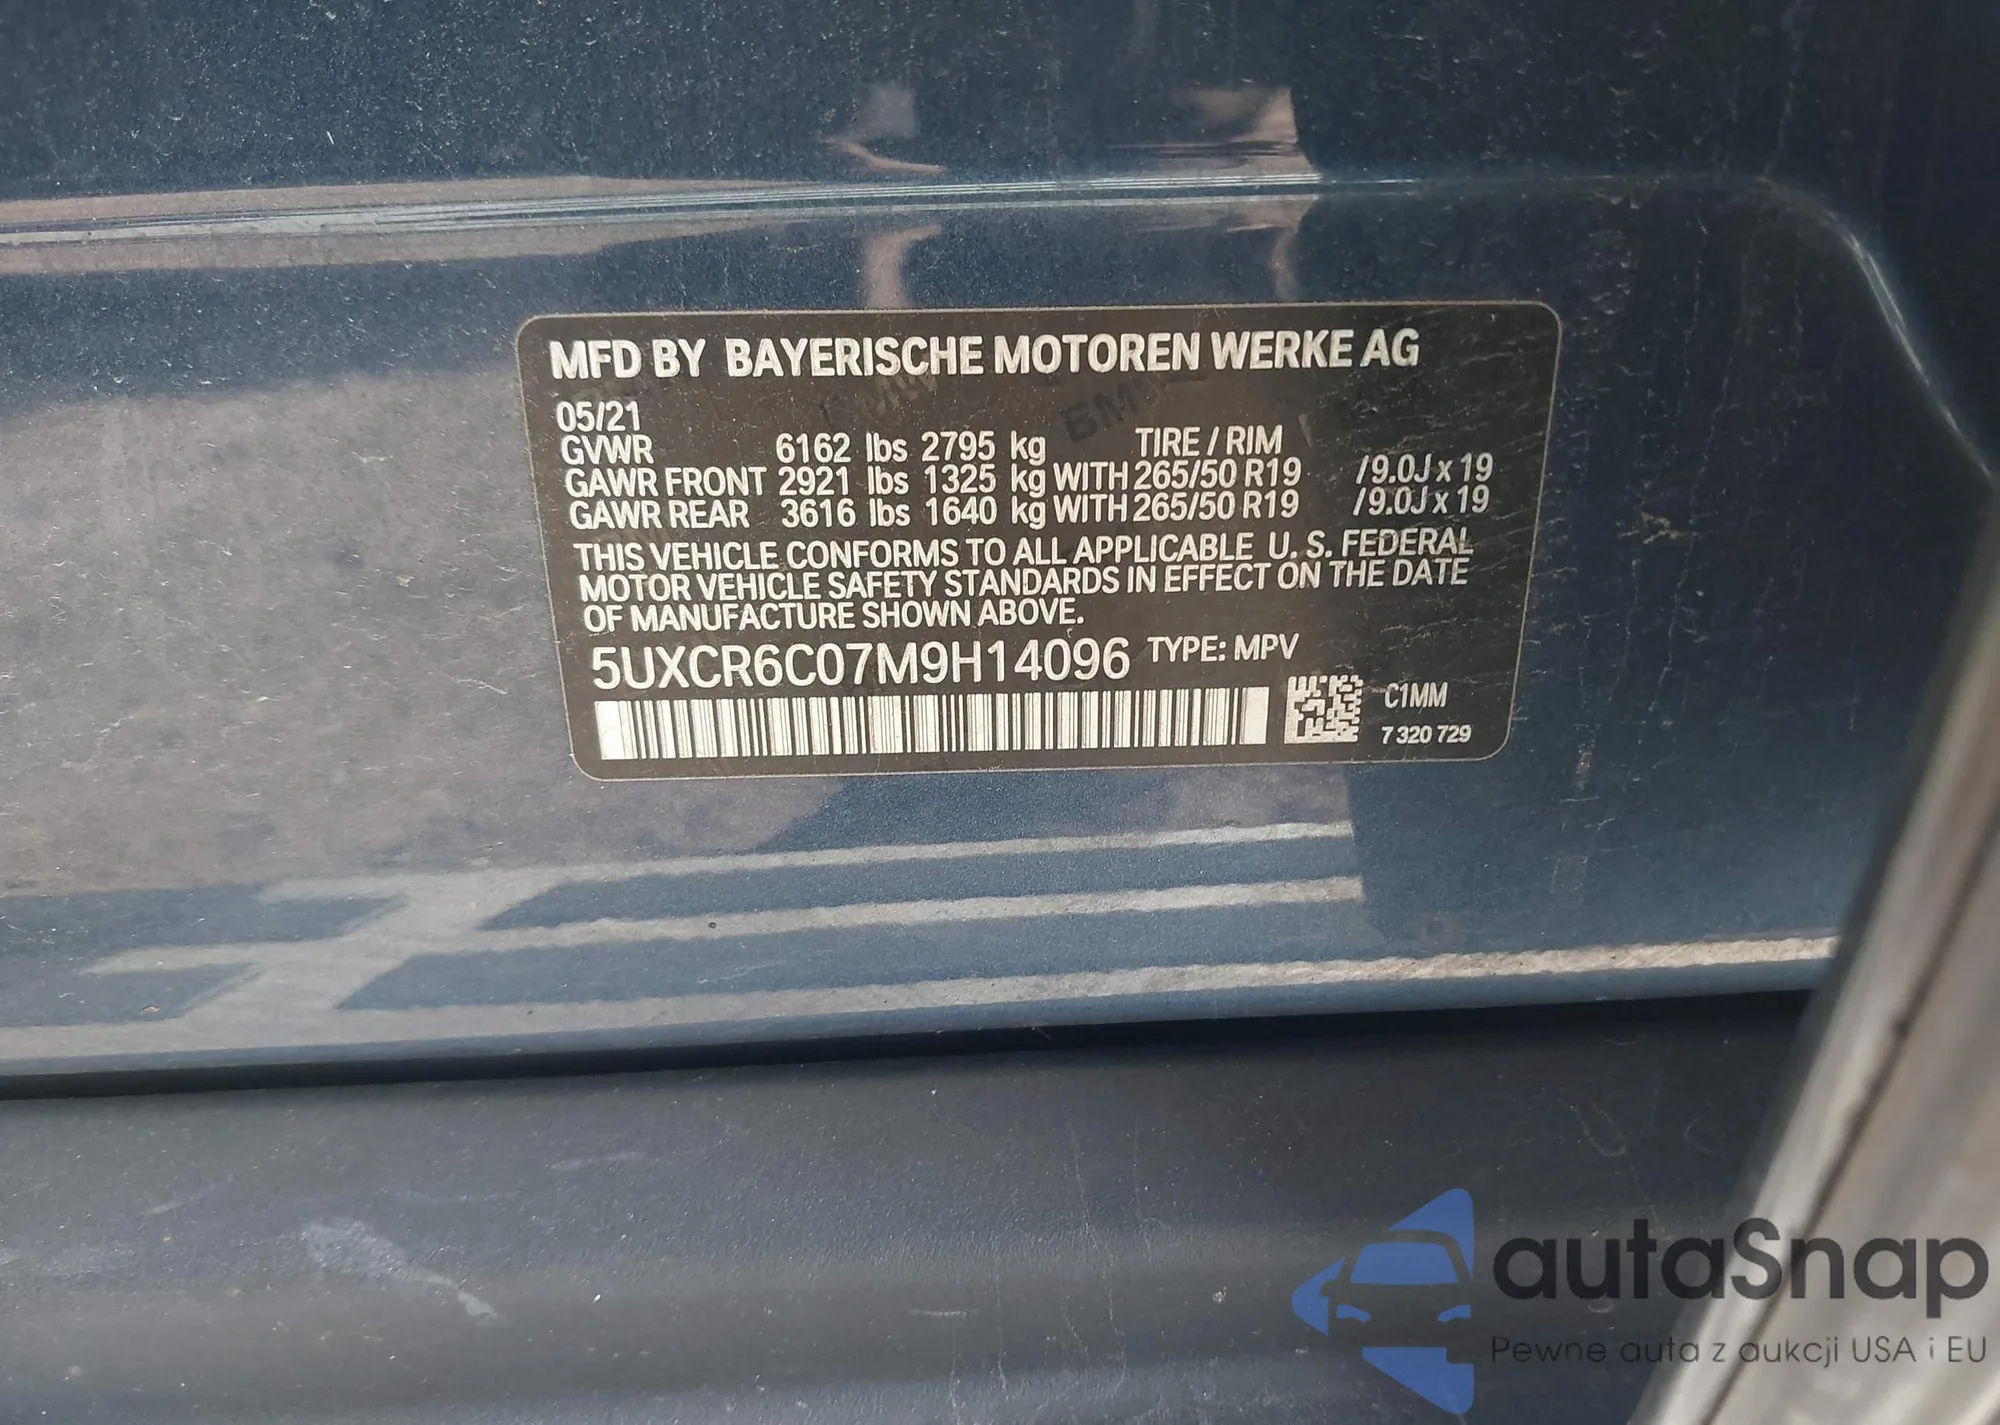 MFD BY BAYERISCHE MOTOREN WERKE AG
05/21
GVWR 6162 lbs 2795 kg TIRE / RIM
GAWR FRONT 2921 lbs 1325 kg WITH 265/50 R19 /9.0J x 19
GAWR REAR 3616 lbs 1640 kg WITH 265/50 R19 /9.0J x 19
THIS VEHICLE CONFORMS TO ALL APPLICABLE U. S. FEDERAL
MOTOR VEHICLE SAFETY STANDARDS IN EFFECT ON THE DATE
OF MANUFACTURE SHOWN ABOVE.
5UXCR6C07M9H14096 TYPE: MPV
C1MM
7 320 729
autaSnap
Pewne auta z aukcji USA i EU